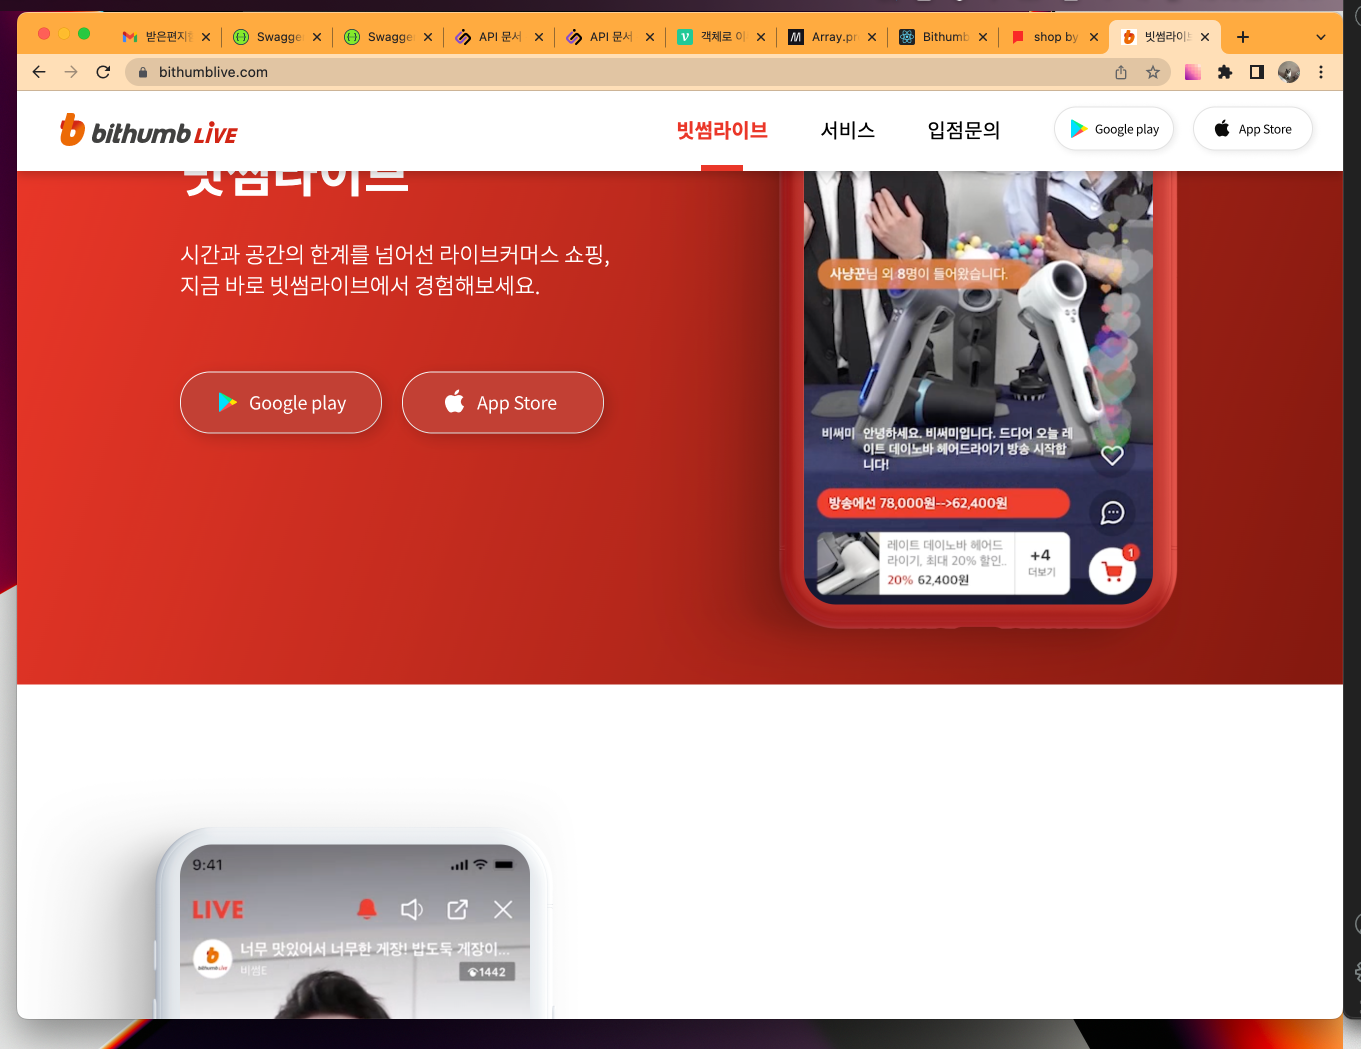 받은편지
Swagge
Swagge
API 문서
API 문서
객체로 이
Array.pr
Bithumb
shop by
빗썸라이브
bithumblive.com
bithumb LIVE
빗썸라이브
서비스
입점문의
Google play
App Store
빗썸라이브
시간과 공간의 한계를 넘어선 라이브커머스 쇼핑,
지금 바로 빗썸라이브에서 경험해보세요.
Google play
App Store
사냥꾼님 외 8명이 들어왔습니다.
비써미 안녕하세요. 비써미입니다. 드디어 오늘 레
이트 데이노바 헤어드라이기 방송 시작합
니다!
방송에선 78,000원-->62,400원
레이트 데이노바 헤어드
라이기, 최대 20% 할인..
20% 62,400원
+4
더보기
1
9:41
LIVE
bithumb Live
너무 맛있어서 너무한 게장! 밥도둑 게장이...
비썸E
1442